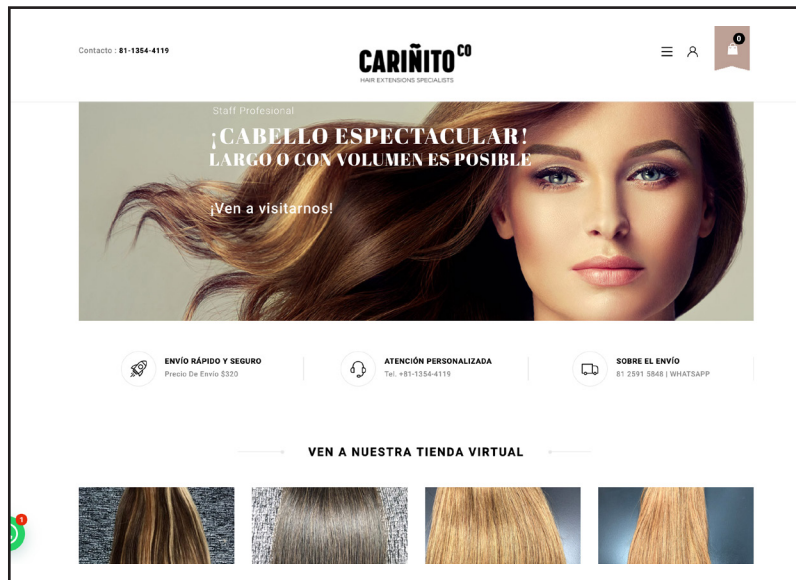 Contacto : 81-1354-4119
CARIÑITO CO
HAIR EXTENSIONS SPECIALISTS
0
Staff Profesional
¡CABELLO ESPECTACULAR!
LARGO O CON VOLUMEN ES POSIBLE
¡Ven a visitarnos!
ENVÍO RÁPIDO Y SEGURO
Precio De Envío $320
ATENCIÓN PERSONALIZADA
Tel. +81-1354-4119
SOBRE EL ENVÍO
81 2591 5848 | WHATSAPP
VEN A NUESTRA TIENDA VIRTUAL
1